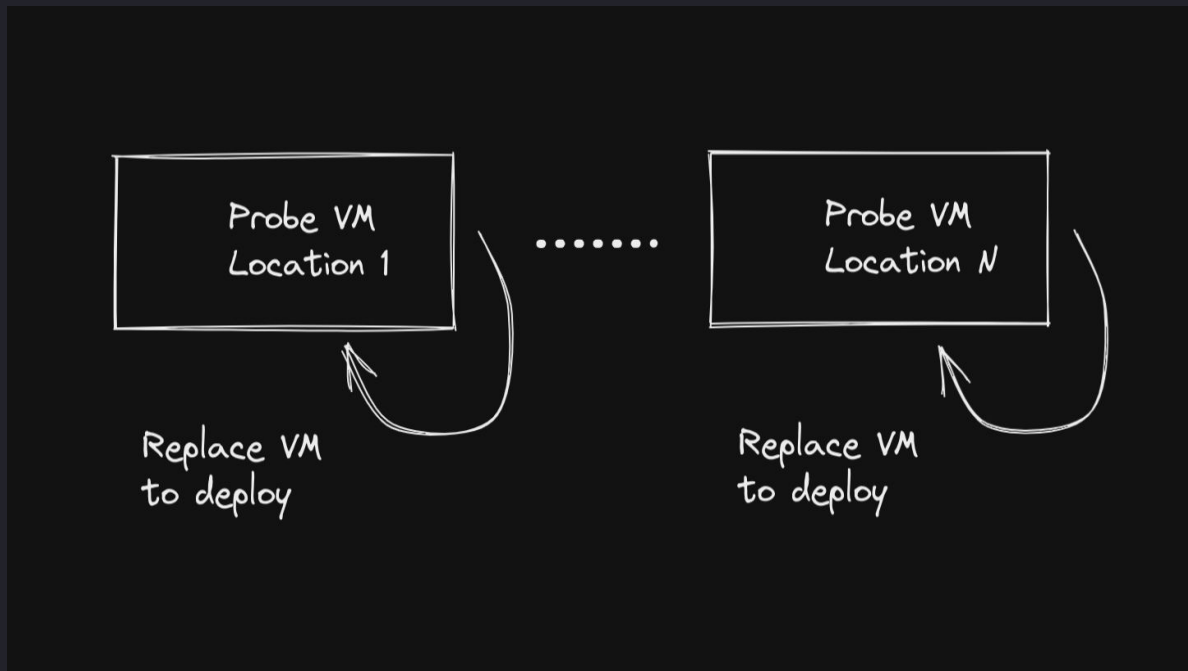 Probe VM
Location 1
Probe VM
Location N
Replace VM
to deploy
Replace VM
to deploy